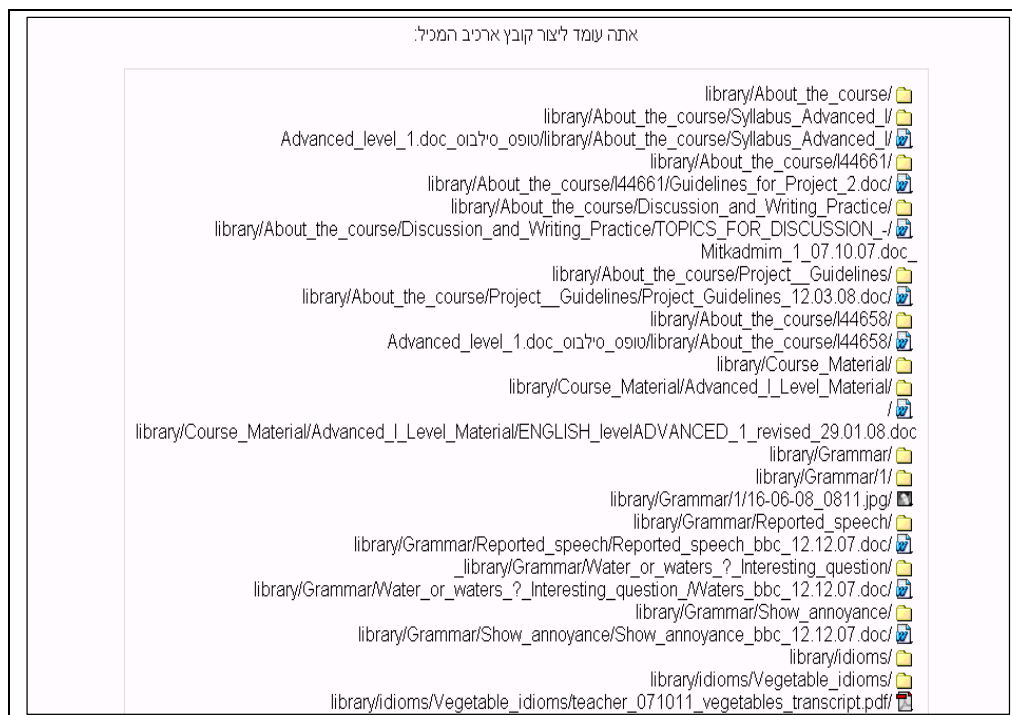 אתה עומד ליצור קובץ ארכיב המכיל:
library/About_the_course/
library/About_the_course/Syllabus_Advanced_I/
Advanced_level_1.doc_טופס_סילבוס/library/About_the_course/Syllabus_Advanced_I/
library/About_the_course/I44661/
library/About_the_course/I44661/Guidelines_for_Project_2.doc/
library/About_the_course/Discussion_and_Writing_Practice/
library/About_the_course/Discussion_and_Writing_Practice/TOPICS_FOR_DISCUSSION_-/
Mitkadmim_1_07.10.07.doc_
library/About_the_course/Project__Guidelines/
library/About_the_course/Project__Guidelines/Project_Guidelines_12.03.08.doc/
library/About_the_course/I44658/
Advanced_level_1.doc_טופס_סילבוס/library/About_the_course/I44658/
library/Course_Material/
library/Course_Material/Advanced_I_Level_Material/
/
library/Course_Material/Advanced_I_Level_Material/ENGLISH_levelADVANCED_1_revised_29.01.08.doc
library/Grammar/
library/Grammar/1/
library/Grammar/1/16-06-08_0811.jpg/
library/Grammar/Reported_speech/
library/Grammar/Reported_speech/Reported_speech_bbc_12.12.07.doc/
_library/Grammar/Water_or_waters_?_Interesting_question/
library/Grammar/Water_or_waters_?_Interesting_question_/Waters_bbc_12.12.07.doc/
library/Grammar/Show_annoyance/
library/Grammar/Show_annoyance/Show_annoyance_bbc_12.12.07.doc/
library/idioms/
library/idioms/Vegetable_idioms/
library/idioms/Vegetable_idioms/teacher_071011_vegetables_transcript.pdf/